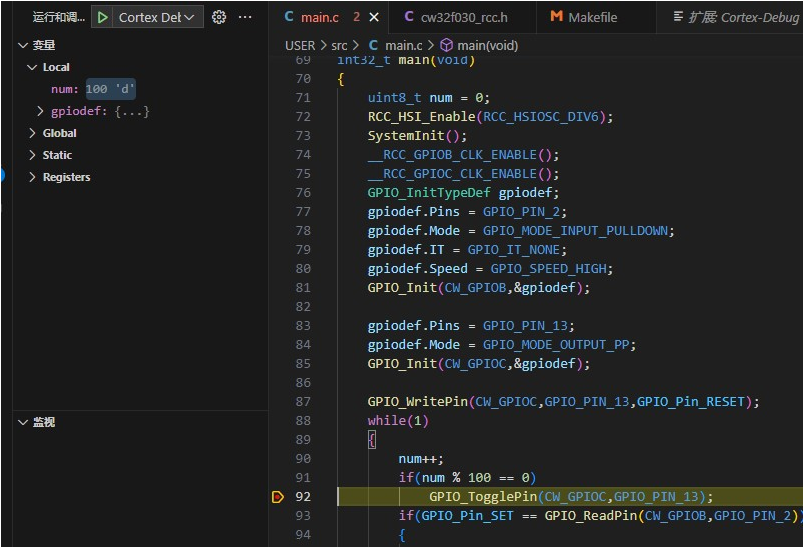 运行和调... Cortex Del
变量
Local
num: 100 'd'
gpiodef: {...}
Global
Static
Registers
监视
C main.c 2
C cw32f030_rcc.h
M Makefile
扩展: Cortex-Debug
USER > src > C main.c > main(void)
69 int32_t main(void)
70 {
71 uint8_t num = 0;
72 RCC_HSI_Enable(RCC_HSIOSC_DIV6);
73 SystemInit();
74 __RCC_GPIOB_CLK_ENABLE();
75 __RCC_GPIOC_CLK_ENABLE();
76 GPIO_InitTypeDef gpiodef;
77 gpiodef.Pins = GPIO_PIN_2;
78 gpiodef.Mode = GPIO_MODE_INPUT_PULLDOWN;
79 gpiodef.IT = GPIO_IT_NONE;
80 gpiodef.Speed = GPIO_SPEED_HIGH;
81 GPIO_Init(CW_GPIOB,&gpiodef);
82
83 gpiodef.Pins = GPIO_PIN_13;
84 gpiodef.Mode = GPIO_MODE_OUTPUT_PP;
85 GPIO_Init(CW_GPIOC,&gpiodef);
86
87 GPIO_WritePin(CW_GPIOC,GPIO_PIN_13,GPIO_Pin_RESET);
88 while(1)
89 {
90 num++;
91 if(num % 100 == 0)
92 GPIO_TogglePin(CW_GPIOC,GPIO_PIN_13);
93 if(GPIO_Pin_SET == GPIO_ReadPin(CW_GPIOB,GPIO_PIN_2))
94 {